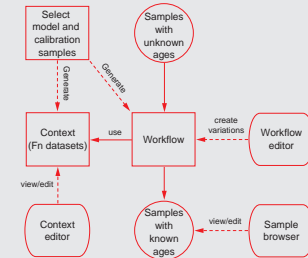 Select
model and
calibration
samples
Samples
with
unknown
ages
Generate
Generate
Context
(Fn datasets)
use
Workflow
create
variations
Workflow
editor
view/edit
Context
editor
Samples
with
known
ages
view/edit
Sample
browser